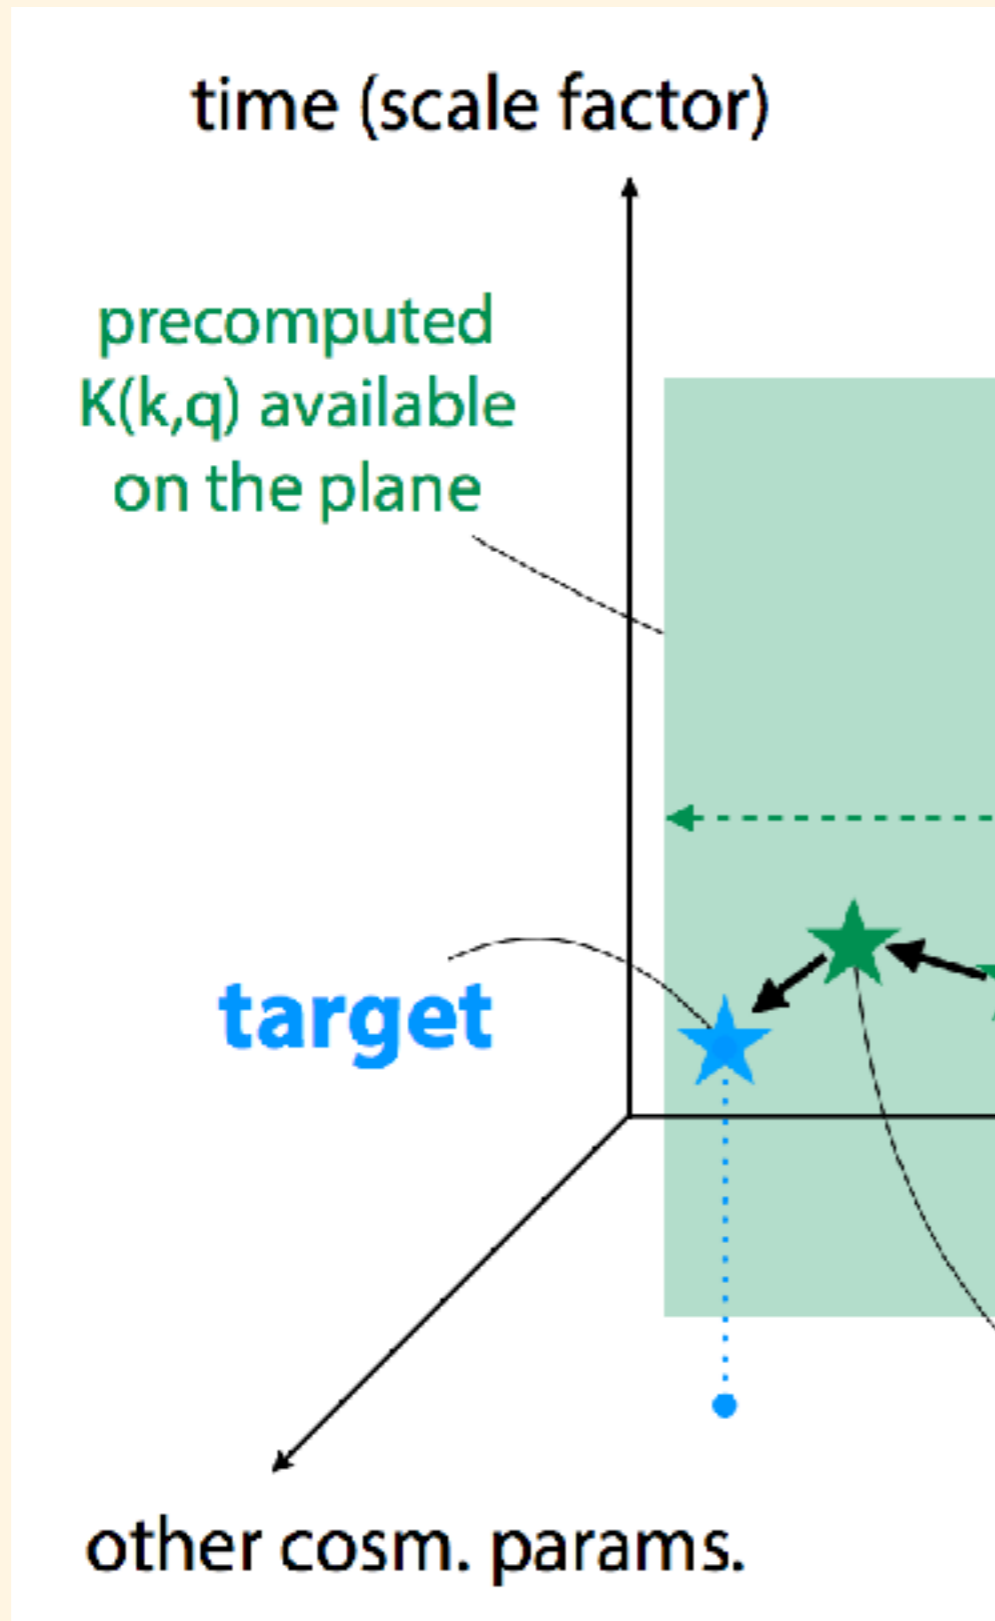 time (scale factor)
precomputed
K(k,q) available
on the plane
target
other cosm. params.